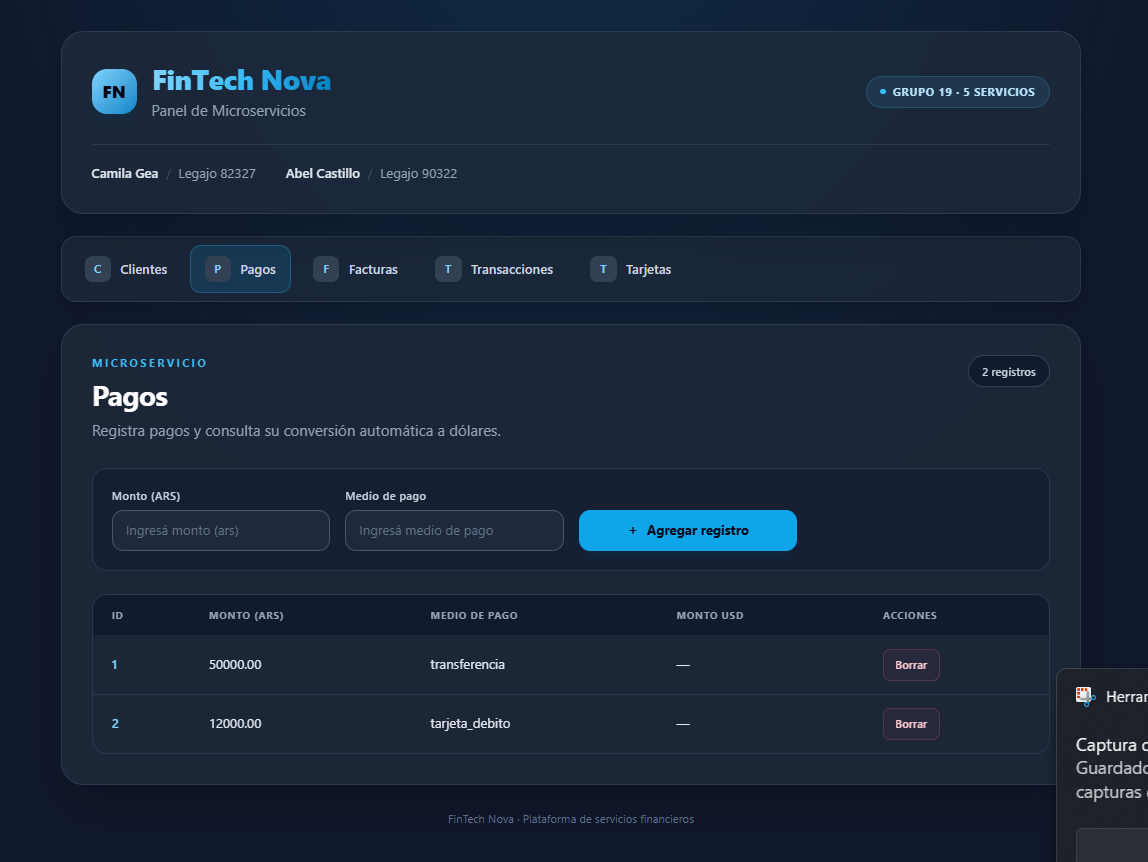 FN
FinTech Nova
Panel de Microservicios
GRUPO 19 · 5 SERVICIOS
Camila Gea / Legajo 82327 Abel Castillo / Legajo 90322
C Clientes P Pagos F Facturas T Transacciones T Tarjetas
MICROSERVICIO
2 registros
Pagos
Registra pagos y consulta su conversión automática a dólares.
Monto (ARS) Medio de pago
Ingresá monto (ars) Ingresá medio de pago + Agregar registro
ID MONTO (ARS) MEDIO DE PAGO MONTO USD ACCIONES
1 50000.00 transferencia — Borrar
2 12000.00 tarjeta_debito — Borrar
Captura
capturas
FinTech Nova · Plataforma de servicios financieros